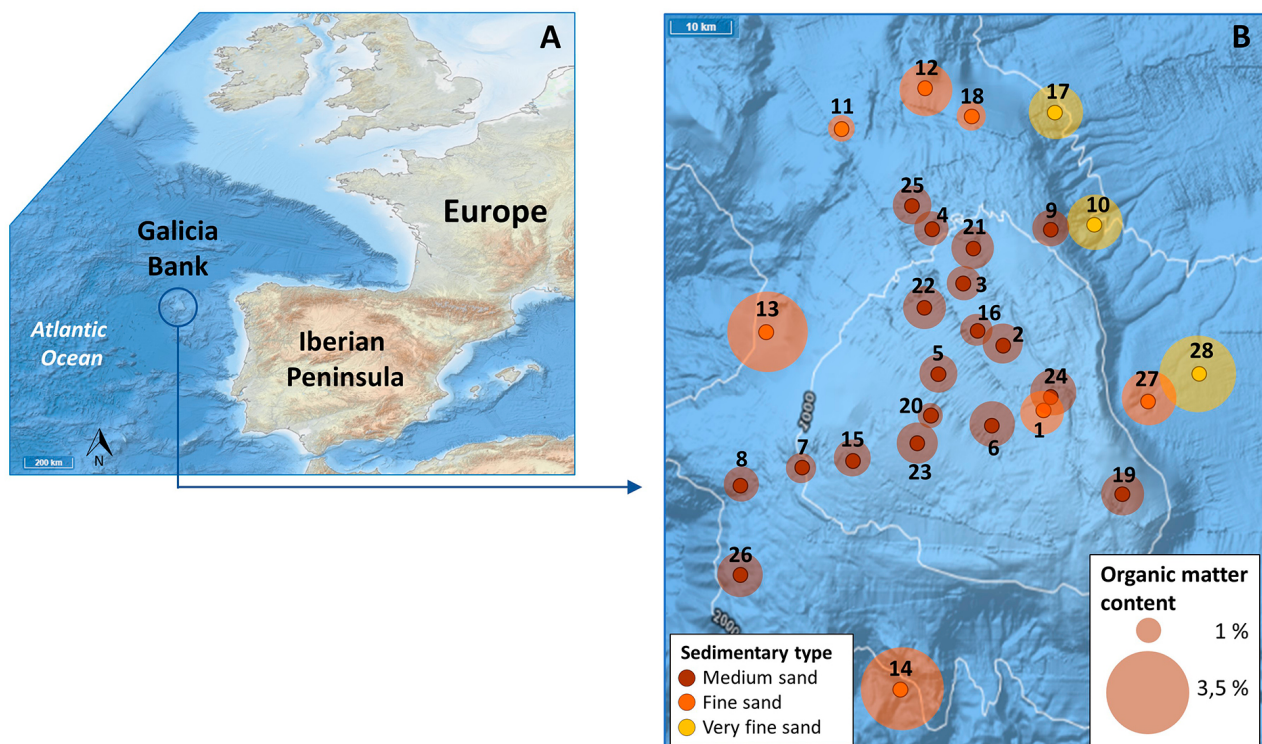 A
Europe
Galicia
Bank
Atlantic
Ocean
Iberian
Peninsula
N
200 km
B
10 km
12
11
18
17
25
4
21
9
10
3
22
16
2
13
5
24
28
27
1
20
6
23
15
7
8
19
26
14
1000
2000
Sedimentary type
Medium sand
Fine sand
Very fine sand
Organic matter
content
1 %
3,5 %